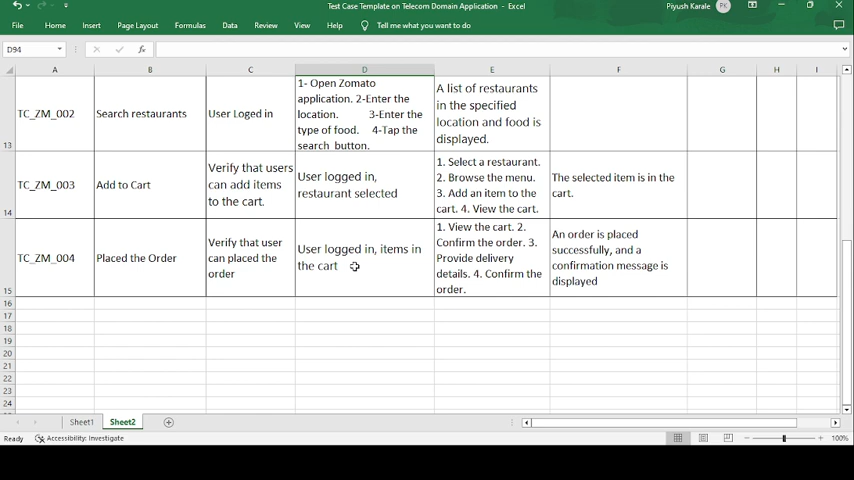 Test Case Template on Telecom Domain Application - Excel
Piyush Karale PK
File Home Insert Page Layout Formulas Data Review View Help Tell me what you want to do
D94
fx
A B C D E F G H I
13
TC_ZM_002
Search restaurants
User Loged in
1- Open Zomato
application. 2-Enter the
location. 3-Enter the
type of food. 4-Tap the
search button.
A list of restaurants
in the specified
location and food is
displayed.
14
TC_ZM_003
Add to Cart
Verify that users
can add items
to the cart.
User logged in,
restaurant selected
1. Select a restaurant.
2. Browse the menu.
3. Add an item to the
cart. 4. View the cart.
The selected item is in the
cart.
15
TC_ZM_004
Placed the Order
Verify that user
can placed the
order
User logged in, items in
the cart
1. View the cart. 2.
Confirm the order. 3.
Provide delivery
details. 4. Confirm the
order.
An order is placed
successfully, and a
confirmation message is
displayed
16
17
18
19
20
21
22
23
24
Sheet1 Sheet2
Ready Accessibility: Investigate 100%